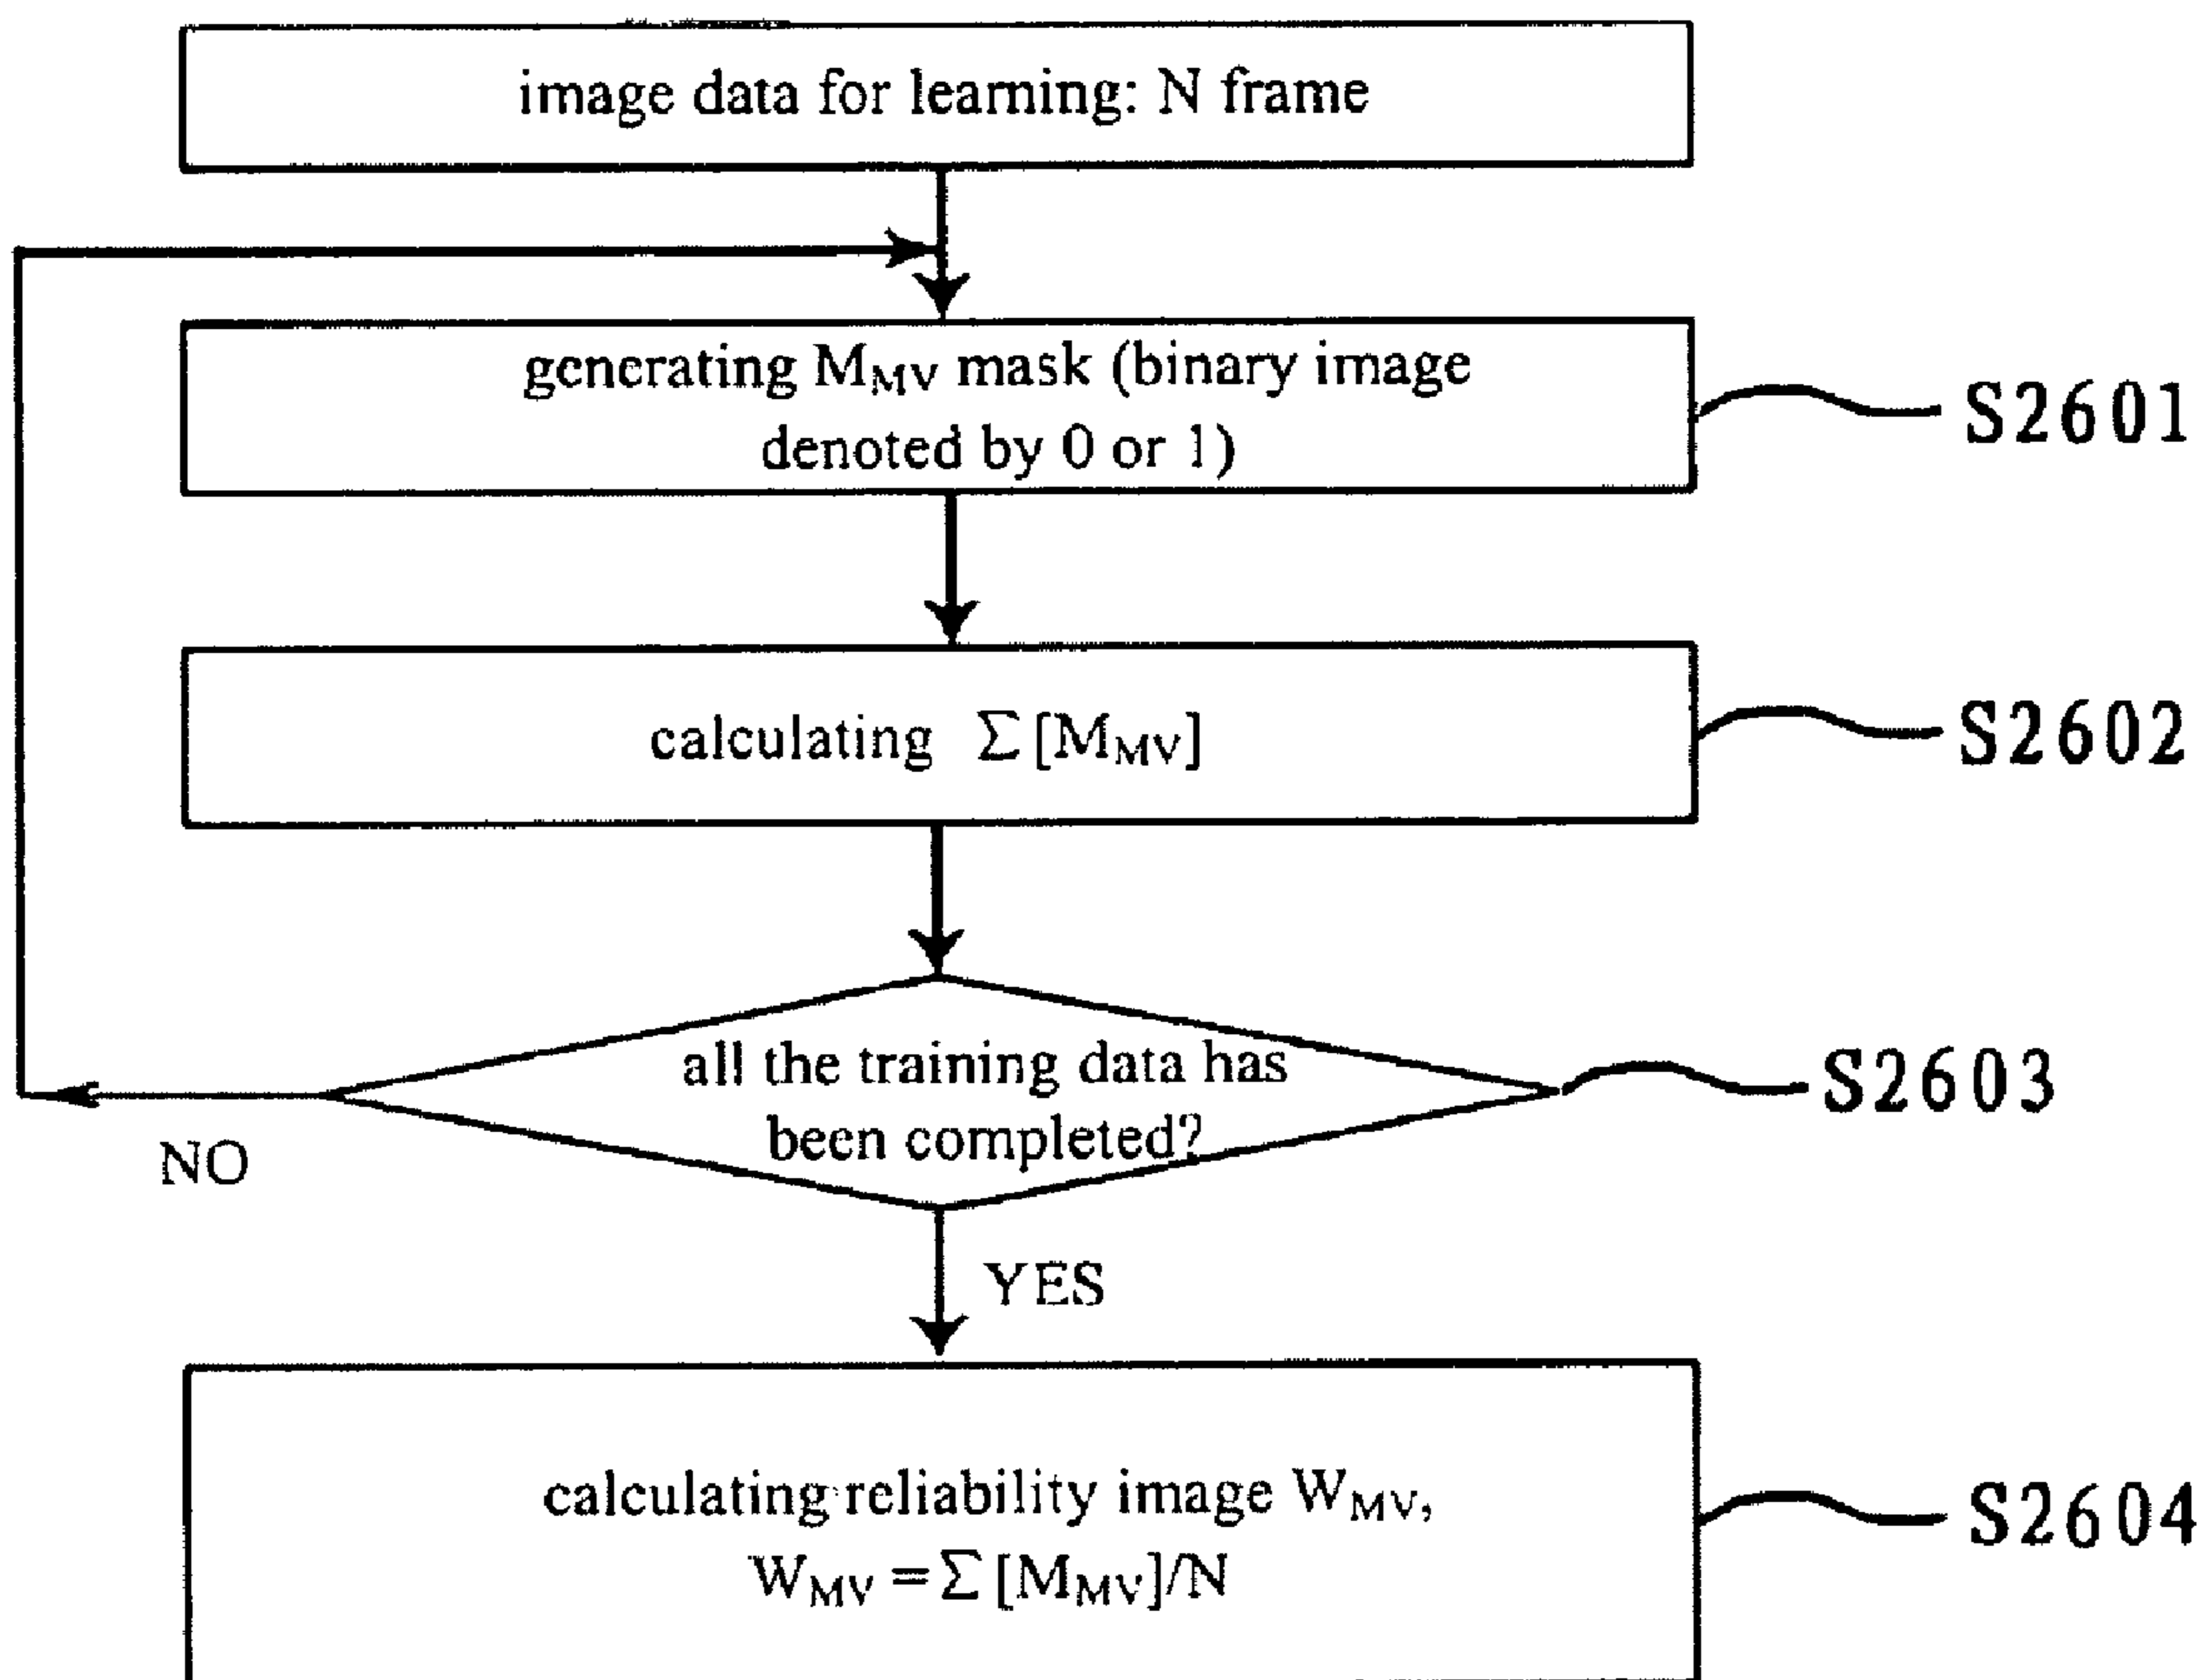 image data for learning: N frame
generating M_MV mask (binary image
denoted by 0 or 1)
S2601
calculating Σ[M_MV]
S2602
all the training data has
been completed?
S2603
NO
YES
calculating reliability image W_MV,
W_MV = Σ[M_MV]/N
S2604